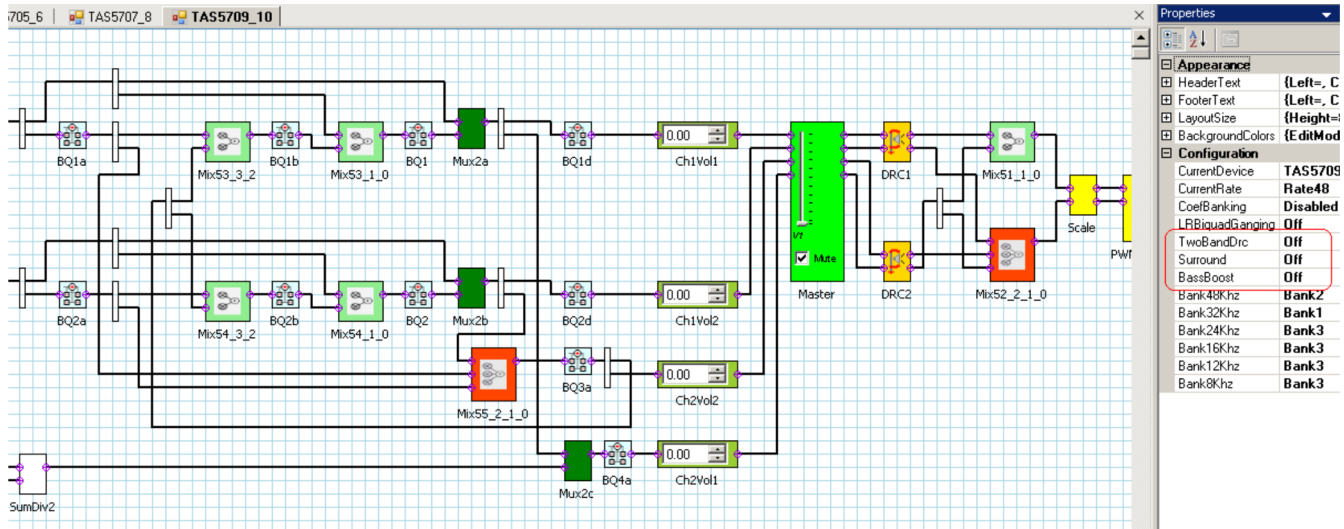 5705_6 TAS5707_8 TAS5709_10
Properties
Appearance
HeaderText {Left=, C
FooterText {Left=, C
LayoutSize {Height=
BackgroundColors {EditMod
Configuration
CurrentDevice TAS5709
CurrentRate Rate48
CoefBanking Disabled
LRBiquadGanging Off
TwoBandDrc Off
Surround Off
BassBoost Off
Bank48Khz Bank2
Bank32Khz Bank1
Bank24Khz Bank3
Bank16Khz Bank3
Bank12Khz Bank3
Bank8Khz Bank3
0.00
BQ1a Mix53_3_2 BQ1b Mix53_1_0 BQ1 Mux2a BQ1d Ch1Vol1 DRC1 Mix51_1_0
Scale
PWM
Mute
0.00
BQ2a Mix54_3_2 BQ2b Mix54_1_0 BQ2 Mux2b BQ2d Ch1Vol2 Master DRC2 Mix52_2_1_0
0.00
BQ3a Ch2Vol2
Mix55_2_1_0
0.00
Mux2c BQ4a Ch2Vol1
SumDiv2